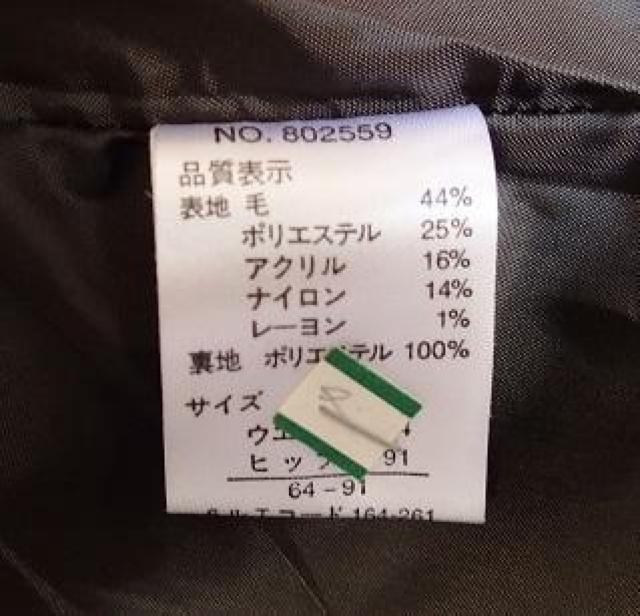 NO. 802559
品質表示
表地 毛 44%
ポリエステル 25%
アクリル 16%
ナイロン 14%
レーヨン 1%
裏地 100%
サイズ
91
64-91
164-261